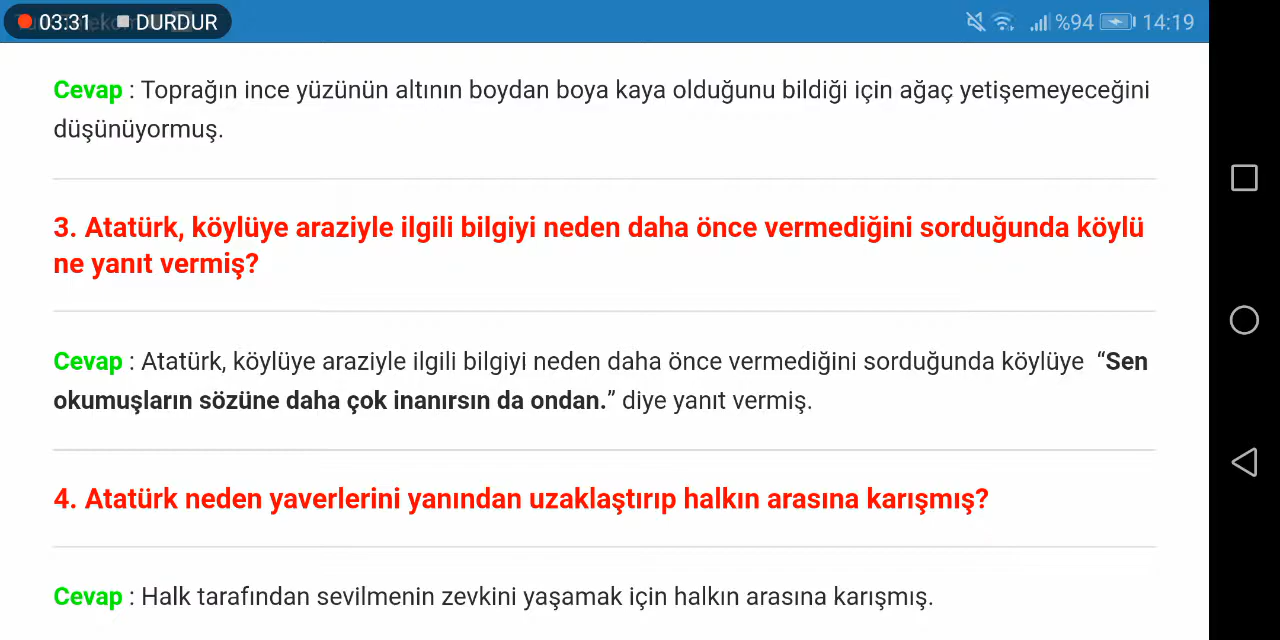 03:31 DURDUR %94 14:19
Cevap : Toprağın ince yüzünün altının boydan boya kaya olduğunu bildiği için ağaç yetişemeyeceğini
düşünüyormuş.
3. Atatürk, köylüye araziyle ilgili bilgiyi neden daha önce vermediğini sorduğunda köylü
ne yanıt vermiş?
Cevap : Atatürk, köylüye araziyle ilgili bilgiyi neden daha önce vermediğini sorduğunda köylüye “Sen
okumuşların sözüne daha çok inanırsın da ondan.” diye yanıt vermiş.
4. Atatürk neden yaverlerini yanından uzaklaştırıp halkın arasına karışmış?
Cevap : Halk tarafından sevilmenin zevkini yaşamak için halkın arasına karışmış.